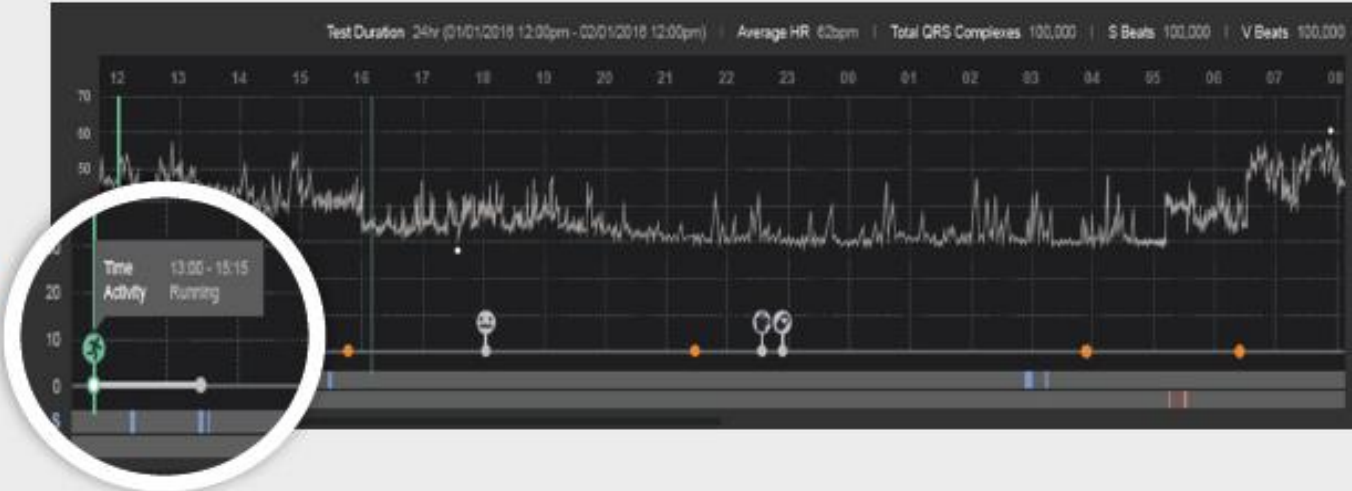 Test Duration 24hr (01/01/2016 12:00pm - 02/01/2016 12:00pm) | Average HR 62bpm | Total QRS Complexes 100,000 | S Beats 100,000 | V Beats 100,000
12 13 14 15 16 17 18 19 20 21 22 23 00 01 02 03 04 05 06 07 08
70
60
50
Time 13:00 - 15:15
Activity Running
20
10
0
S